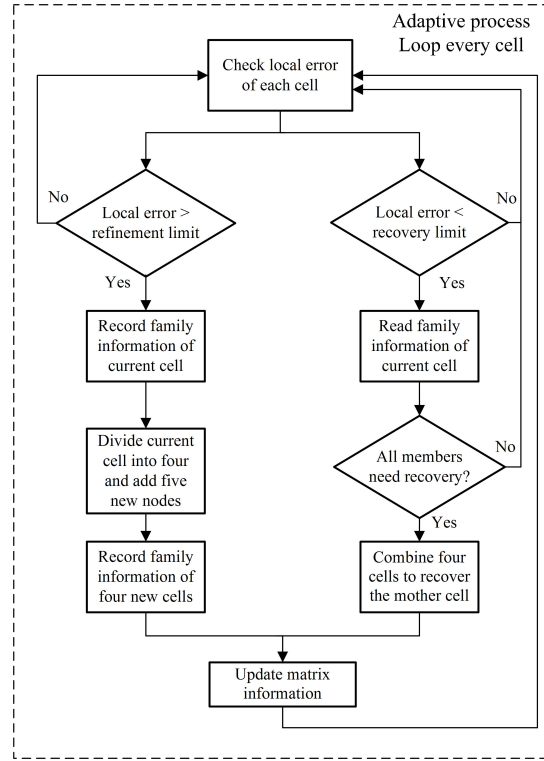 Adaptive process
Loop every cell
Check local error
of each cell
No
Local error >
refinement limit
Yes
Record family
information of
current cell
Divide current
cell into four
and add five
new nodes
Record family
information of
four new cells
No
Local error <
recovery limit
Yes
Read family
information of
current cell
No
All members
need recovery?
Yes
Combine four
cells to recover
the mother cell
Update matrix
information